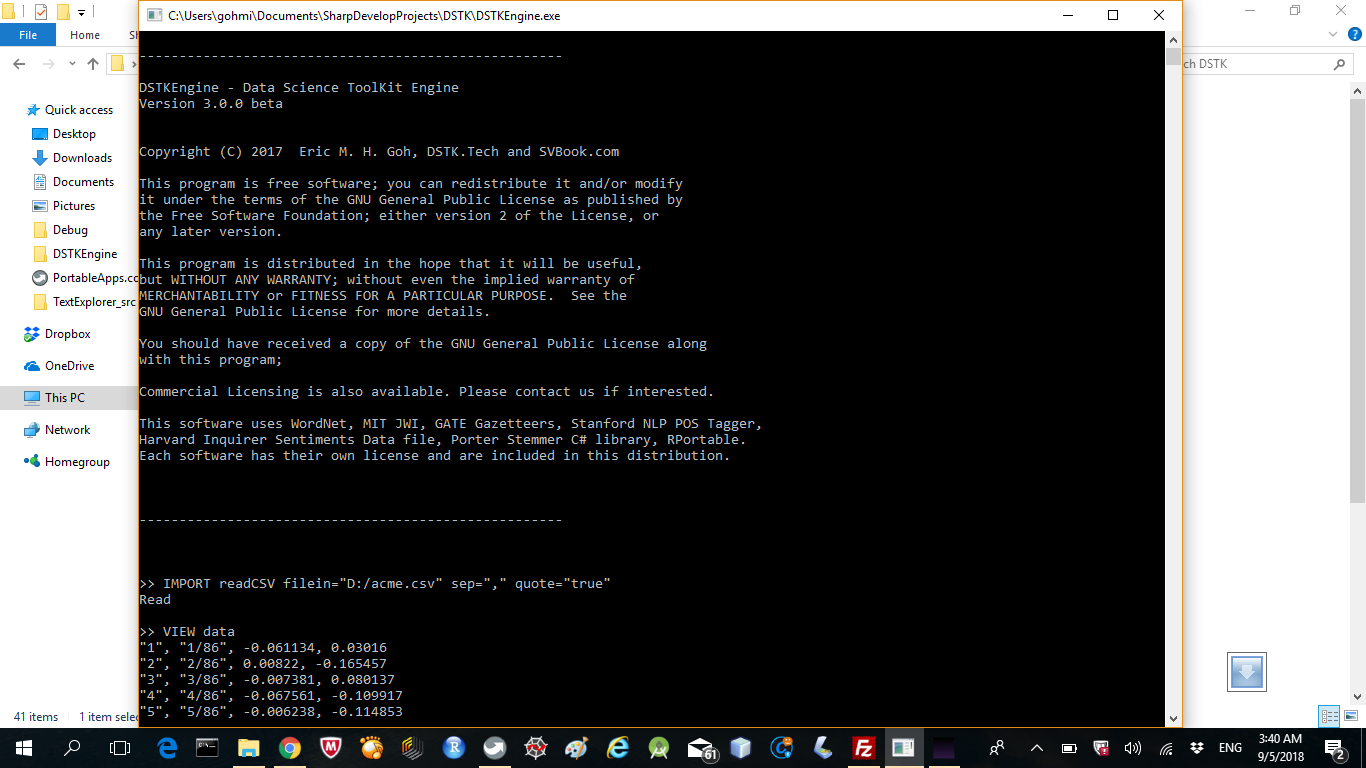 C:\Users\gohmi\Documents\SharpDevelopProjects\DSTK\DSTKEngine.exe
File
Home
Sh
ch DSTK
Quick access
Desktop
Downloads
Documents
Pictures
Debug
DSTKEngine
PortableApps.co
TextExplorer_src
Dropbox
OneDrive
This PC
Network
Homegroup
41 items 1 item selec
-----------------------------------------------------
DSTKEngine - Data Science ToolKit Engine
Version 3.0.0 beta
Copyright (C) 2017  Eric M. H. Goh, DSTK.Tech and SVBook.com
This program is free software; you can redistribute it and/or modify
it under the terms of the GNU General Public License as published by
the Free Software Foundation; either version 2 of the License, or
any later version.
This program is distributed in the hope that it will be useful,
but WITHOUT ANY WARRANTY; without even the implied warranty of
MERCHANTABILITY or FITNESS FOR A PARTICULAR PURPOSE.  See the
GNU General Public License for more details.
You should have received a copy of the GNU General Public License along
with this program;
Commercial Licensing is also available. Please contact us if interested.
This software uses WordNet, MIT JWI, GATE Gazetteers, Stanford NLP POS Tagger,
Harvard Inquirer Sentiments Data file, Porter Stemmer C# library, RPortable.
Each software has their own license and are included in this distribution.
-----------------------------------------------------
>> IMPORT readCSV filein="D:/acme.csv" sep="," quote="true"
Read
>> VIEW data
"1", "1/86", -0.061134, 0.03016
"2", "2/86", 0.00822, -0.165457
"3", "3/86", -0.007381, 0.080137
"4", "4/86", -0.067561, -0.109917
"5", "5/86", -0.006238, -0.114853
61
ENG
3:40 AM
9/5/2018
2